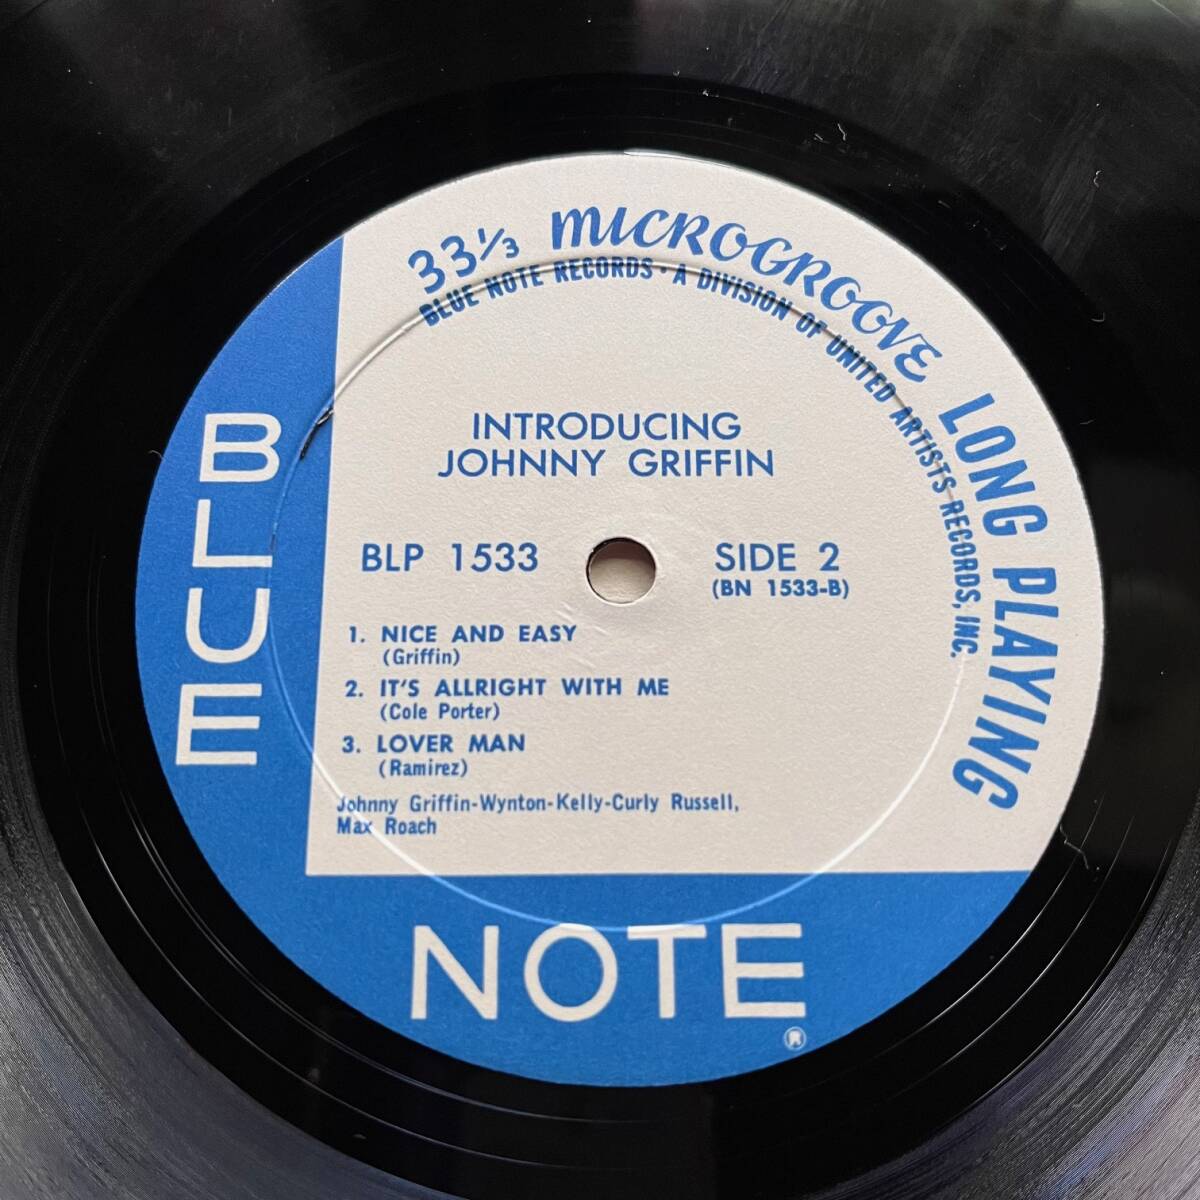 33⅓ MICROGROOVE LONG PLAYING
BLUE NOTE RECORDS • A DIVISION OF UNITED ARTISTS RECORDS, INC.
INTRODUCING
JOHNNY GRIFFIN
BLP 1533
SIDE 2
(BN 1533-B)
1. NICE AND EASY
(Griffin)
2. IT'S ALLRIGHT WITH ME
(Cole Porter)
3. LOVER MAN
(Ramirez)
Johnny Griffin-Wynton-Kelly-Curly Russell,
Max Roach
BLUE
NOTE
®